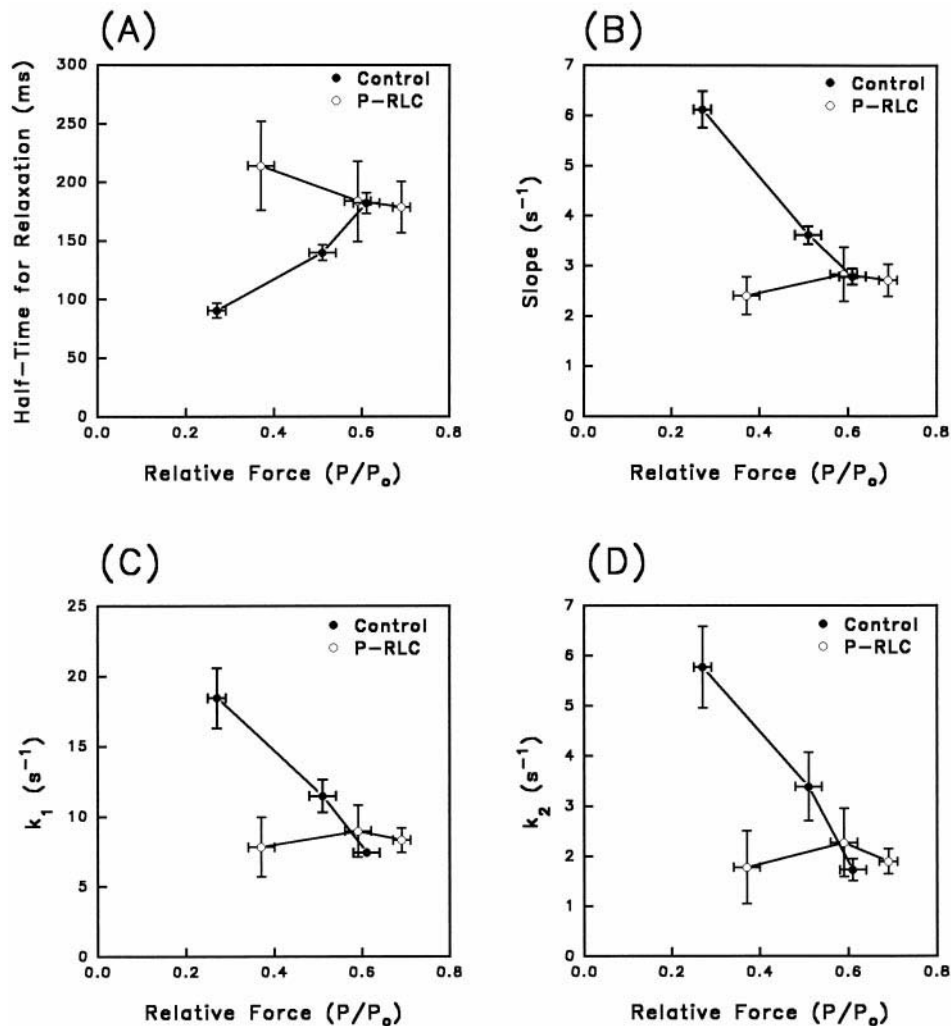 (A)
Half-Time for Relaxation (ms)
300
250
200
150
100
50
0
0.0 0.2 0.4 0.6 0.8
Relative Force (P/Po)
Control
P-RLC
(B)
Slope (s⁻¹)
7
6
5
4
3
2
1
0
0.0 0.2 0.4 0.6 0.8
Relative Force (P/Po)
Control
P-RLC
(C)
k₁ (s⁻¹)
25
20
15
10
5
0
0.0 0.2 0.4 0.6 0.8
Relative Force (P/Po)
Control
P-RLC
(D)
k₂ (s⁻¹)
7
6
5
4
3
2
1
0
0.0 0.2 0.4 0.6 0.8
Relative Force (P/Po)
Control
P-RLC